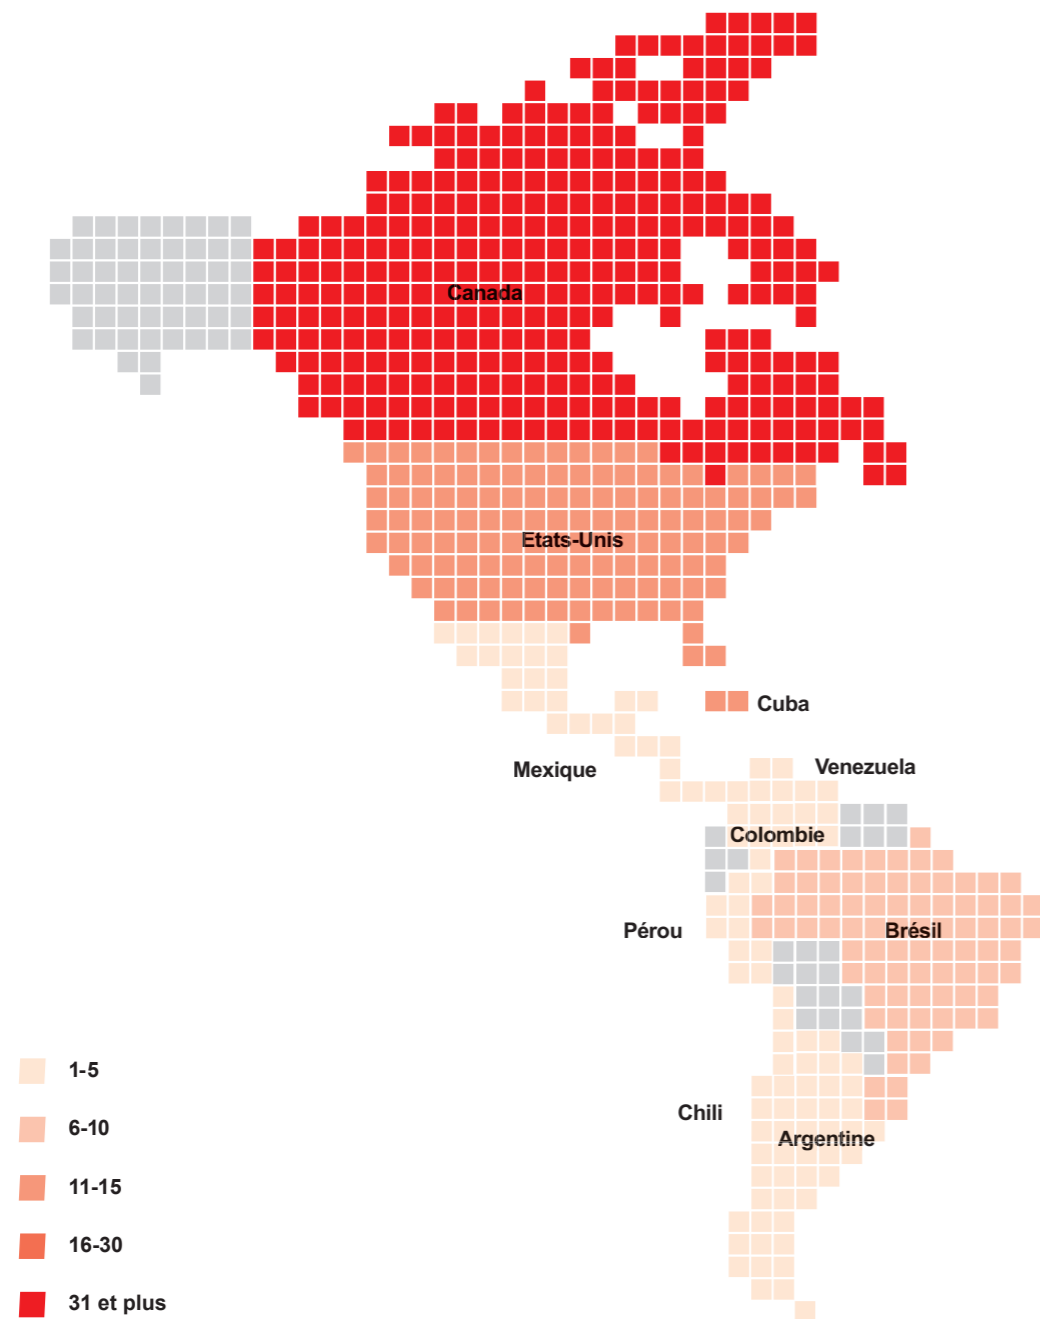 Canada
Etats-Unis
Cuba
Mexique
Venezuela
Colombie
Pérou
Brésil
Chili
Argentine
1-5
6-10
11-15
16-30
31 et plus